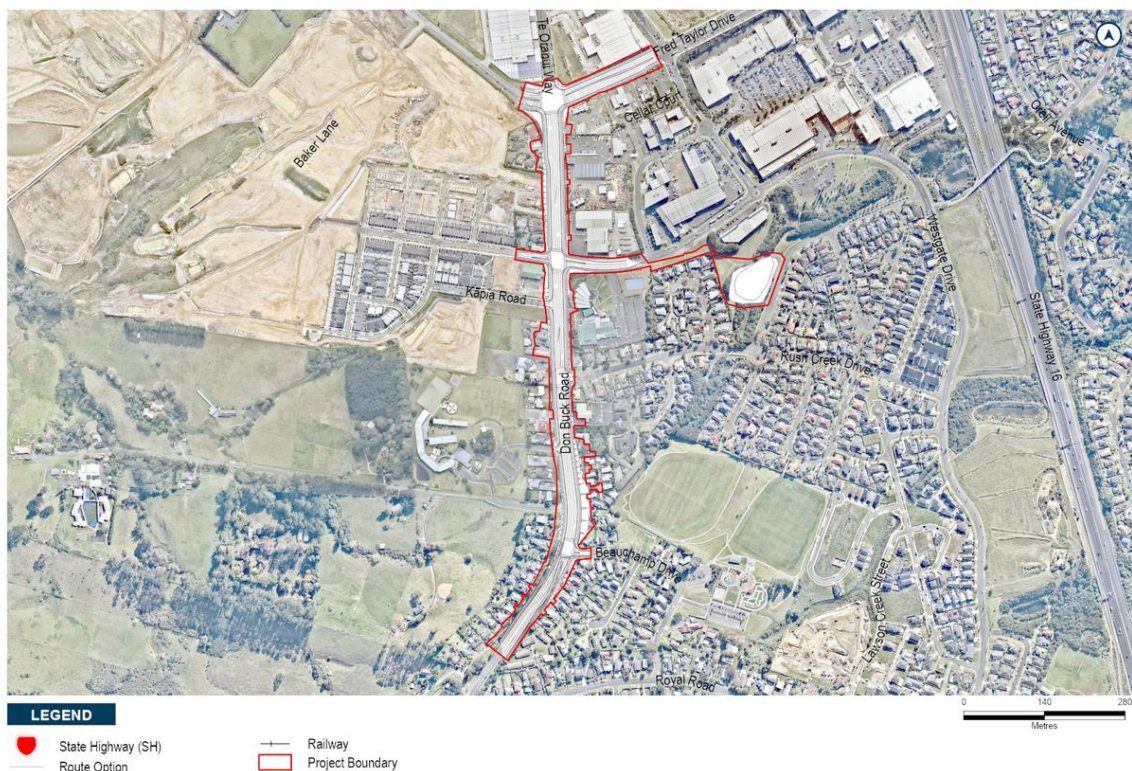 Te Oranui Way
Fred Taylor Drive
Cellar Court
Baker Lane
Oreil Avenue
Westgate Drive
Kapia Road
State Highway 16
Rush Creek Drive
Don Buck Road
Beauchamp Drive
Lawson Creek Street
Royal Road
LEGEND
0 140 280
Metres
State Highway (SH)
Railway
Route Option
Project Boundary